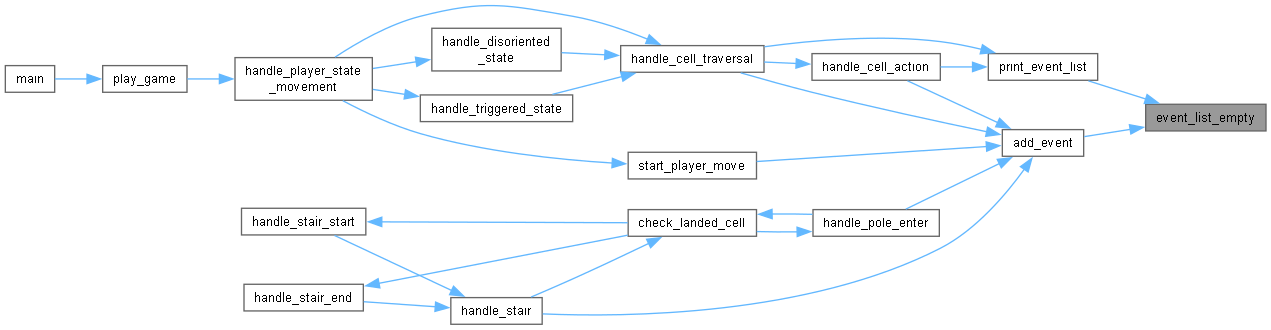 main
play_game
handle_player_state
_movement
handle_disoriented
_state
handle_triggered_state
handle_cell_traversal
handle_cell_action
print_event_list
event_list_empty
add_event
start_player_move
handle_stair_start
check_landed_cell
handle_pole_enter
handle_stair_end
handle_stair